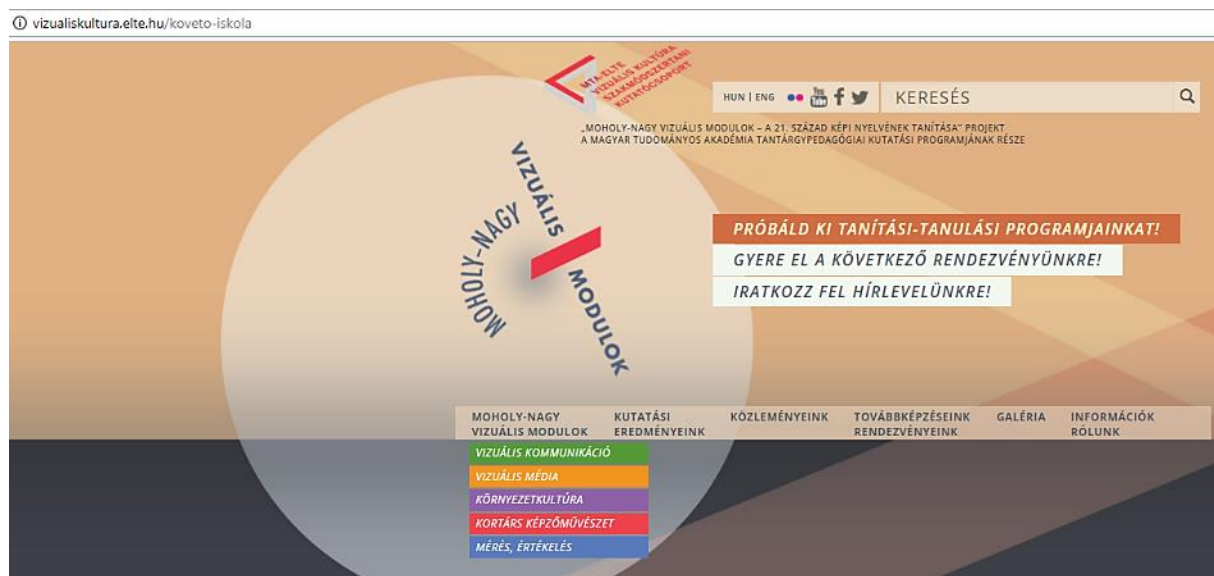 vizualiskultura.elte.hu/koveto-iskola
MTA-ELTE
VIZUÁLIS KULTÚRA
SZAKMÓDSZERTANI
KUTATÓCSOPORT
HUN | ENG
You
Tube
KERESÉS
„MOHOLY-NAGY VIZUÁLIS MODULOK – A 21. SZÁZAD KÉPI NYELVÉNEK TANÍTÁSA” PROJEKT
A MAGYAR TUDOMÁNYOS AKADÉMIA TANTÁRGYPEDAGÓGIAI KUTATÁSI PROGRAMJÁNAK RÉSZE
MOHOLY-NAGY
VIZUÁLIS
MODULOK
PRÓBÁLD KI TANÍTÁSI-TANULÁSI PROGRAMJAINKAT!
GYERE EL A KÖVETKEZŐ RENDEZVÉNYÜNKRE!
IRATKOZZ FEL HÍRLEVELÜNKRE!
MOHOLY-NAGY
VIZUÁLIS MODULOK
KUTATÁSI
EREDMÉNYEINK
KÖZLEMÉNYEINK
TOVÁBBKÉPZÉSEINK
RENDEZVÉNYEINK
GALÉRIA
INFORMÁCIÓK
RÓLUNK
VIZUÁLIS KOMMUNIKÁCIÓ
VIZUÁLIS MÉDIA
KÖRNYEZETKULTÚRA
KORTÁRS KÉPZŐMŰVÉSZET
MÉRÉS, ÉRTÉKELÉS